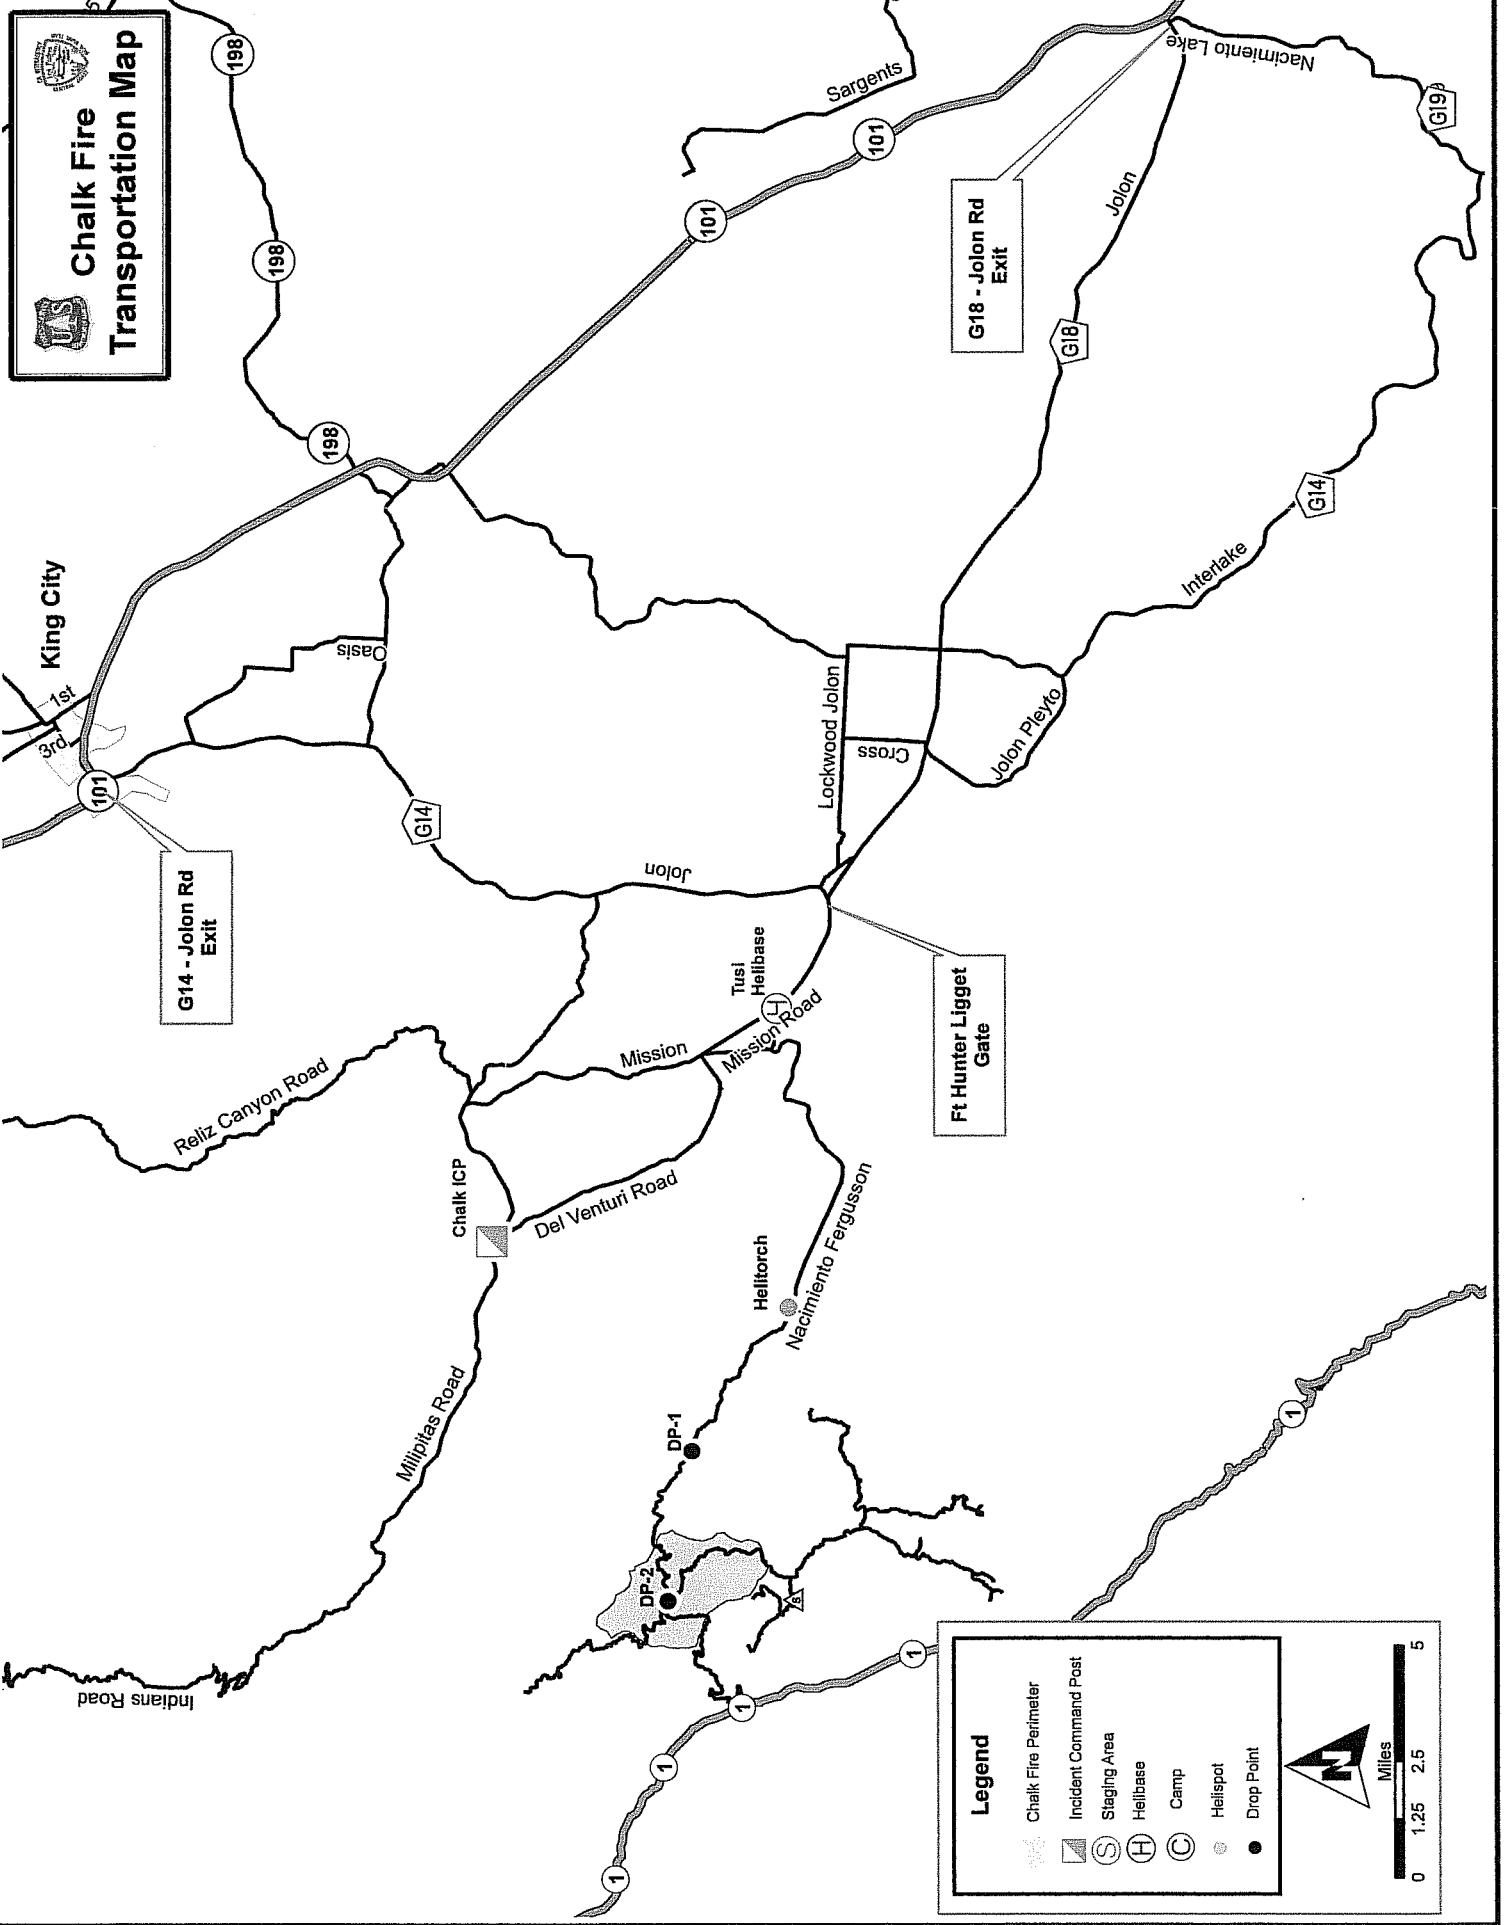 Chalk Fire
Transportation Map
US
198
198
198
Sargents
Nacimiento Lake
G19
101
101
Jolon
G18 - Jolon Rd
Exit
G18
G14
Interlake
King City
1st
3rd
101
Oasis
G14
G14 - Jolon Rd
Exit
Lockwood Jolon
Cross
Jolon Pleyto
Jolon
Tusi
Helibase
H
Mission Road
Mission
Ft Hunter Ligget
Gate
Reliz Canyon Road
Chalk ICP
Del Venturi Road
Helitorch
Nacimiento Fergusson
Milipitas Road
DP-1
DP-2
S
Indians Road
1
1
1
1
1
Legend
Chalk Fire Perimeter
Incident Command Post
S Staging Area
H Helibase
C Camp
Helispot
Drop Point
N
Miles
0 1.25 2.5 5